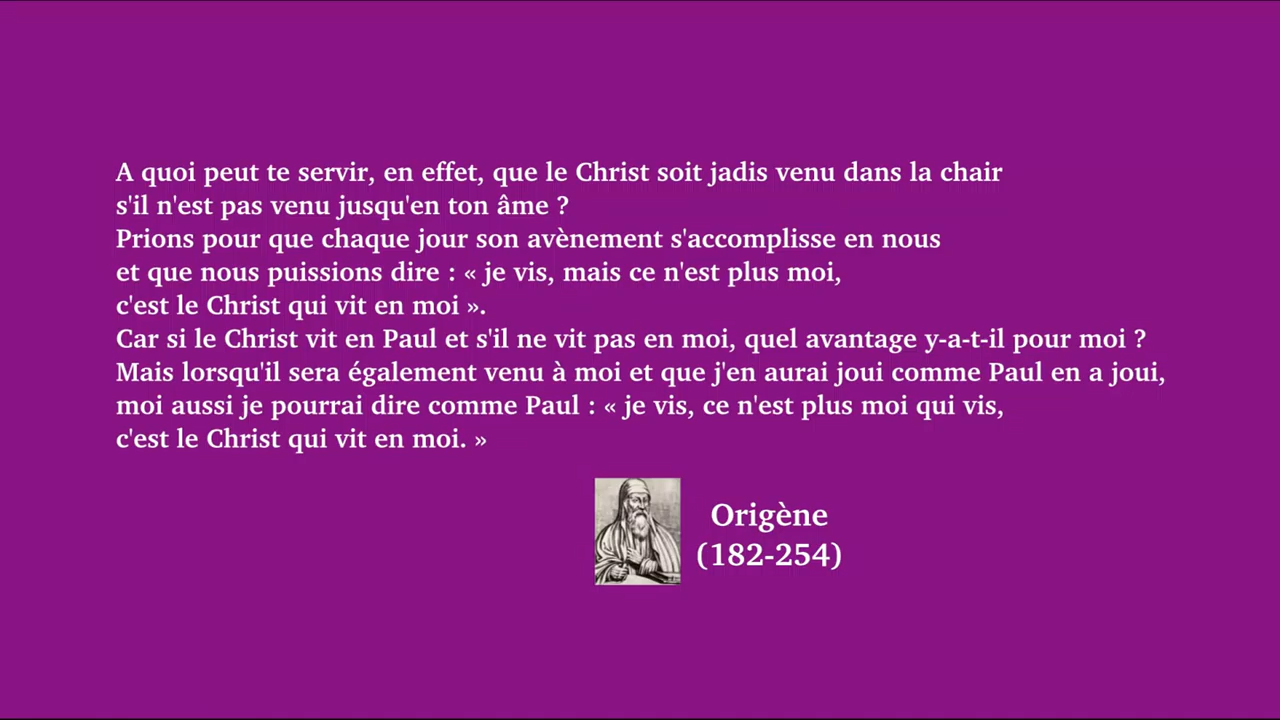 A quoi peut te servir, en effet, que le Christ soit jadis venu dans la chair
s'il n'est pas venu jusqu'en ton âme ?
Prions pour que chaque jour son avènement s'accomplisse en nous
et que nous puissions dire : « je vis, mais ce n'est plus moi,
c'est le Christ qui vit en moi ».
Car si le Christ vit en Paul et s'il ne vit pas en moi, quel avantage y-a-t-il pour moi ?
Mais lorsqu'il sera également venu à moi et que j'en aurai joui comme Paul en a joui,
moi aussi je pourrai dire comme Paul : « je vis, ce n'est plus moi qui vis,
c'est le Christ qui vit en moi. »
Origène
(182-254)